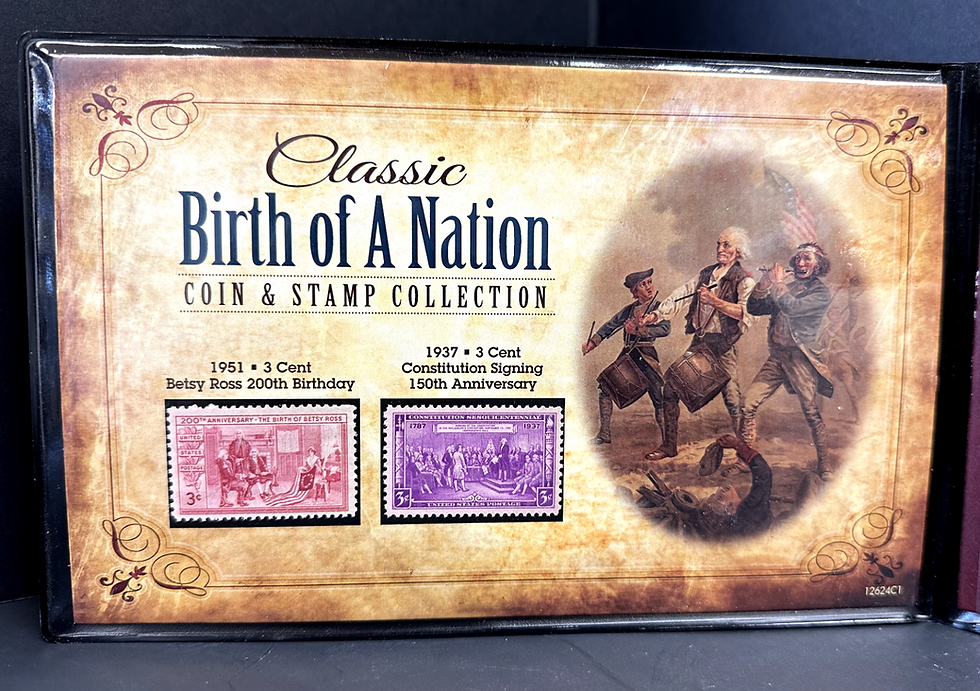 Classic
Birth of A Nation
COIN & STAMP COLLECTION
1951 ▪ 3 Cent
Betsy Ross 200th Birthday
1937 ▪ 3 Cent
Constitution Signing
150th Anniversary
200TH ANNIVERSARY - THE BIRTH OF BETSY ROSS
UNITED
STATES
POSTAGE
3¢
CONSTITUTION SESQUICENTENNIAL
1787 1937
3¢ 3¢
UNITED STATES POSTAGE
12624C1